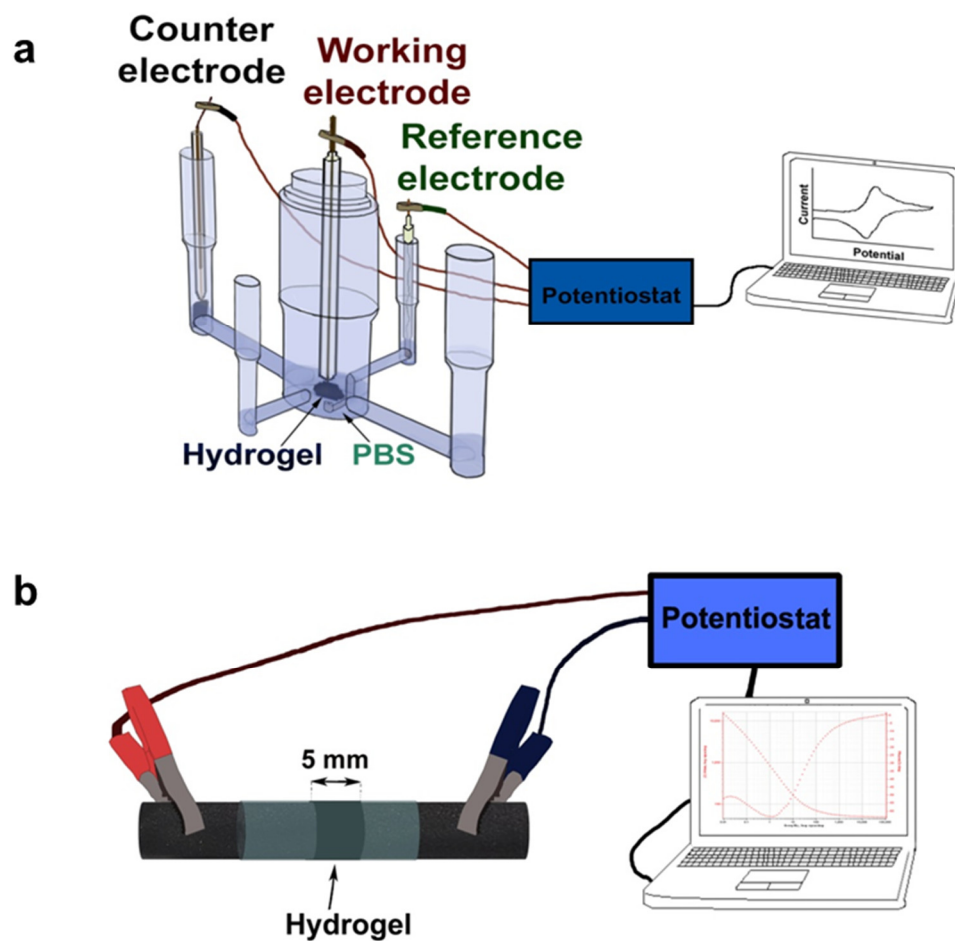 a
Counter
electrode
Working
electrode
Reference
electrode
Current
Potential
Potentiostat
Hydrogel
PBS
b
Potentiostat
5 mm
Hydrogel